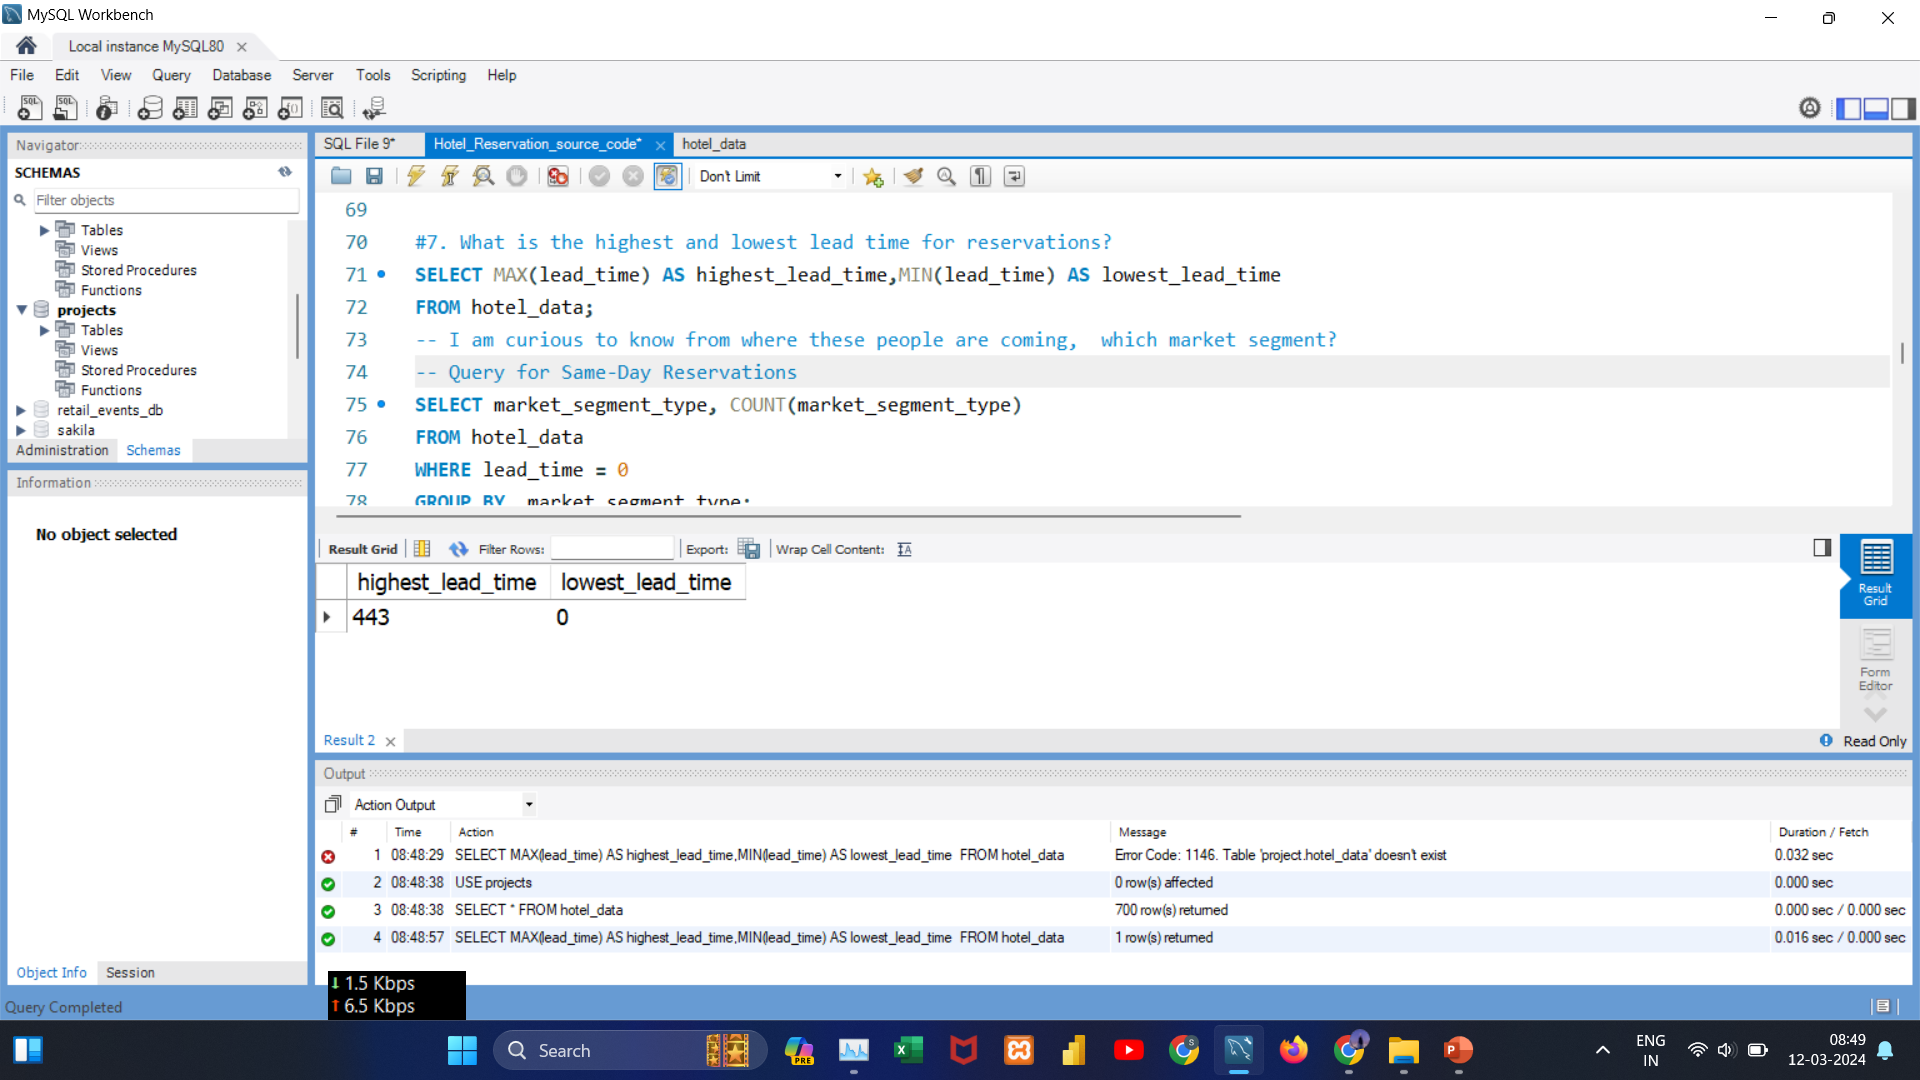 MySQL Workbench
Local instance MySQL80
File Edit View Query Database Server Tools Scripting Help
Navigator
SCHEMAS
Filter objects
Tables
Views
Stored Procedures
Functions
projects
Tables
Views
Stored Procedures
Functions
retail_events_db
sakila
Administration Schemas
Information
No object selected
Object Info Session
Query Completed
SQL File 9* Hotel_Reservation_source_code* hotel_data
Don't Limit
69
70 #7. What is the highest and lowest lead time for reservations?
71 SELECT MAX(lead_time) AS highest_lead_time,MIN(lead_time) AS lowest_lead_time
72 FROM hotel_data;
73 -- I am curious to know from where these people are coming,  which market segment?
74 -- Query for Same-Day Reservations
75 SELECT market_segment_type, COUNT(market_segment_type)
76 FROM hotel_data
77 WHERE lead_time = 0
78 GROUP BY  market_segment_type;
Result Grid Filter Rows: Export: Wrap Cell Content:
highest_lead_time lowest_lead_time
443 0
Result Grid
Form Editor
Result 2
Read Only
Output
Action Output
# Time Action Message Duration / Fetch
1 08:48:29 SELECT MAX(lead_time) AS highest_lead_time,MIN(lead_time) AS lowest_lead_time  FROM hotel_data Error Code: 1146. Table 'project.hotel_data' doesn't exist 0.032 sec
2 08:48:38 USE projects 0 row(s) affected 0.000 sec
3 08:48:38 SELECT * FROM hotel_data 700 row(s) returned 0.000 sec / 0.000 sec
4 08:48:57 SELECT MAX(lead_time) AS highest_lead_time,MIN(lead_time) AS lowest_lead_time  FROM hotel_data 1 row(s) returned 0.016 sec / 0.000 sec
↓ 1.5 Kbps
↑ 6.5 Kbps
Search
PRE
ENG
IN
08:49
12-03-2024